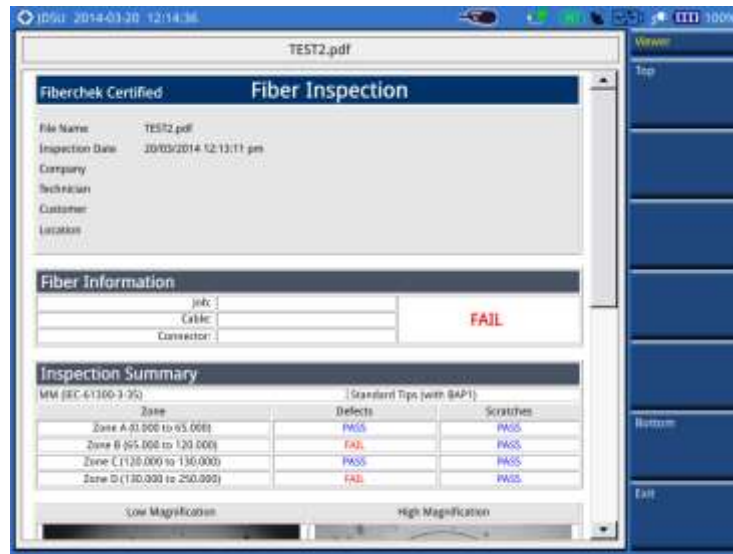 JDSU 2014-03-20 12:14:36
100%
TEST2.pdf
Viewer
Top
Fiberchek Certified Fiber Inspection
File Name TEST2.pdf
Inspection Date 20/03/2014 12:13:11 pm
Company
Technician
Customer
Location
Fiber Information
Job:
Cable:
Connector:
FAIL
Inspection Summary
MM (IEC-61300-3-35) Standard Tips (with BAP1)
Zone Defects Scratches
Zone A (0.000 to 65.000) PASS PASS
Zone B (65.000 to 120.000) FAIL PASS
Zone C (120.000 to 130.000) PASS PASS
Zone D (130.000 to 250.000) FAIL PASS
Low Magnification High Magnification
Bottom
Exit